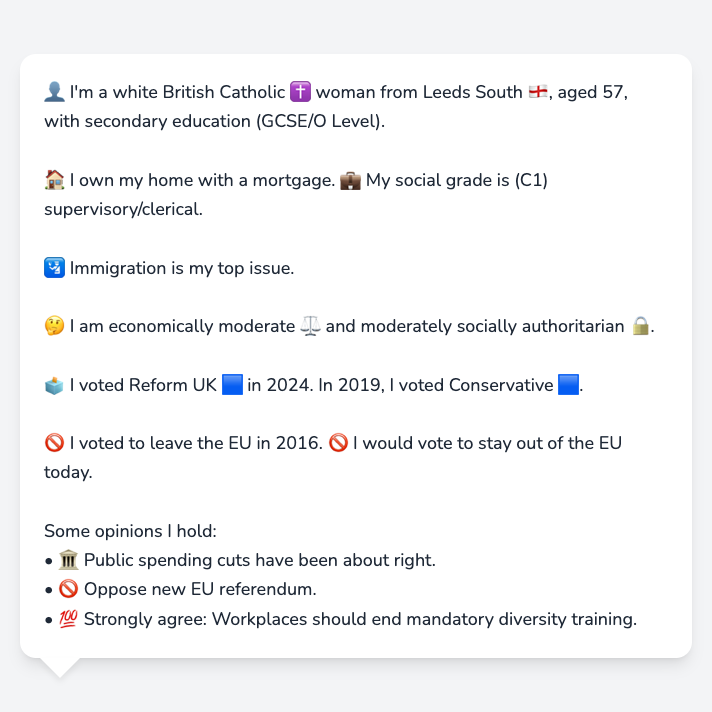 👤 I'm a white British Catholic ✝️ woman from Leeds South 🏴󠁧󠁢󠁥󠁮󠁧󠁿, aged 57,
with secondary education (GCSE/O Level).
🏠 I own my home with a mortgage. 💼 My social grade is (C1)
supervisory/clerical.
🛂 Immigration is my top issue.
🤔 I am economically moderate ⚖️ and moderately socially authoritarian 🔒.
🗳️ I voted Reform UK 🟦 in 2024. In 2019, I voted Conservative 🟦.
🚫 I voted to leave the EU in 2016. 🚫 I would vote to stay out of the EU
today.
Some opinions I hold:
• 🏛️ Public spending cuts have been about right.
• 🚫 Oppose new EU referendum.
• 💯 Strongly agree: Workplaces should end mandatory diversity training.